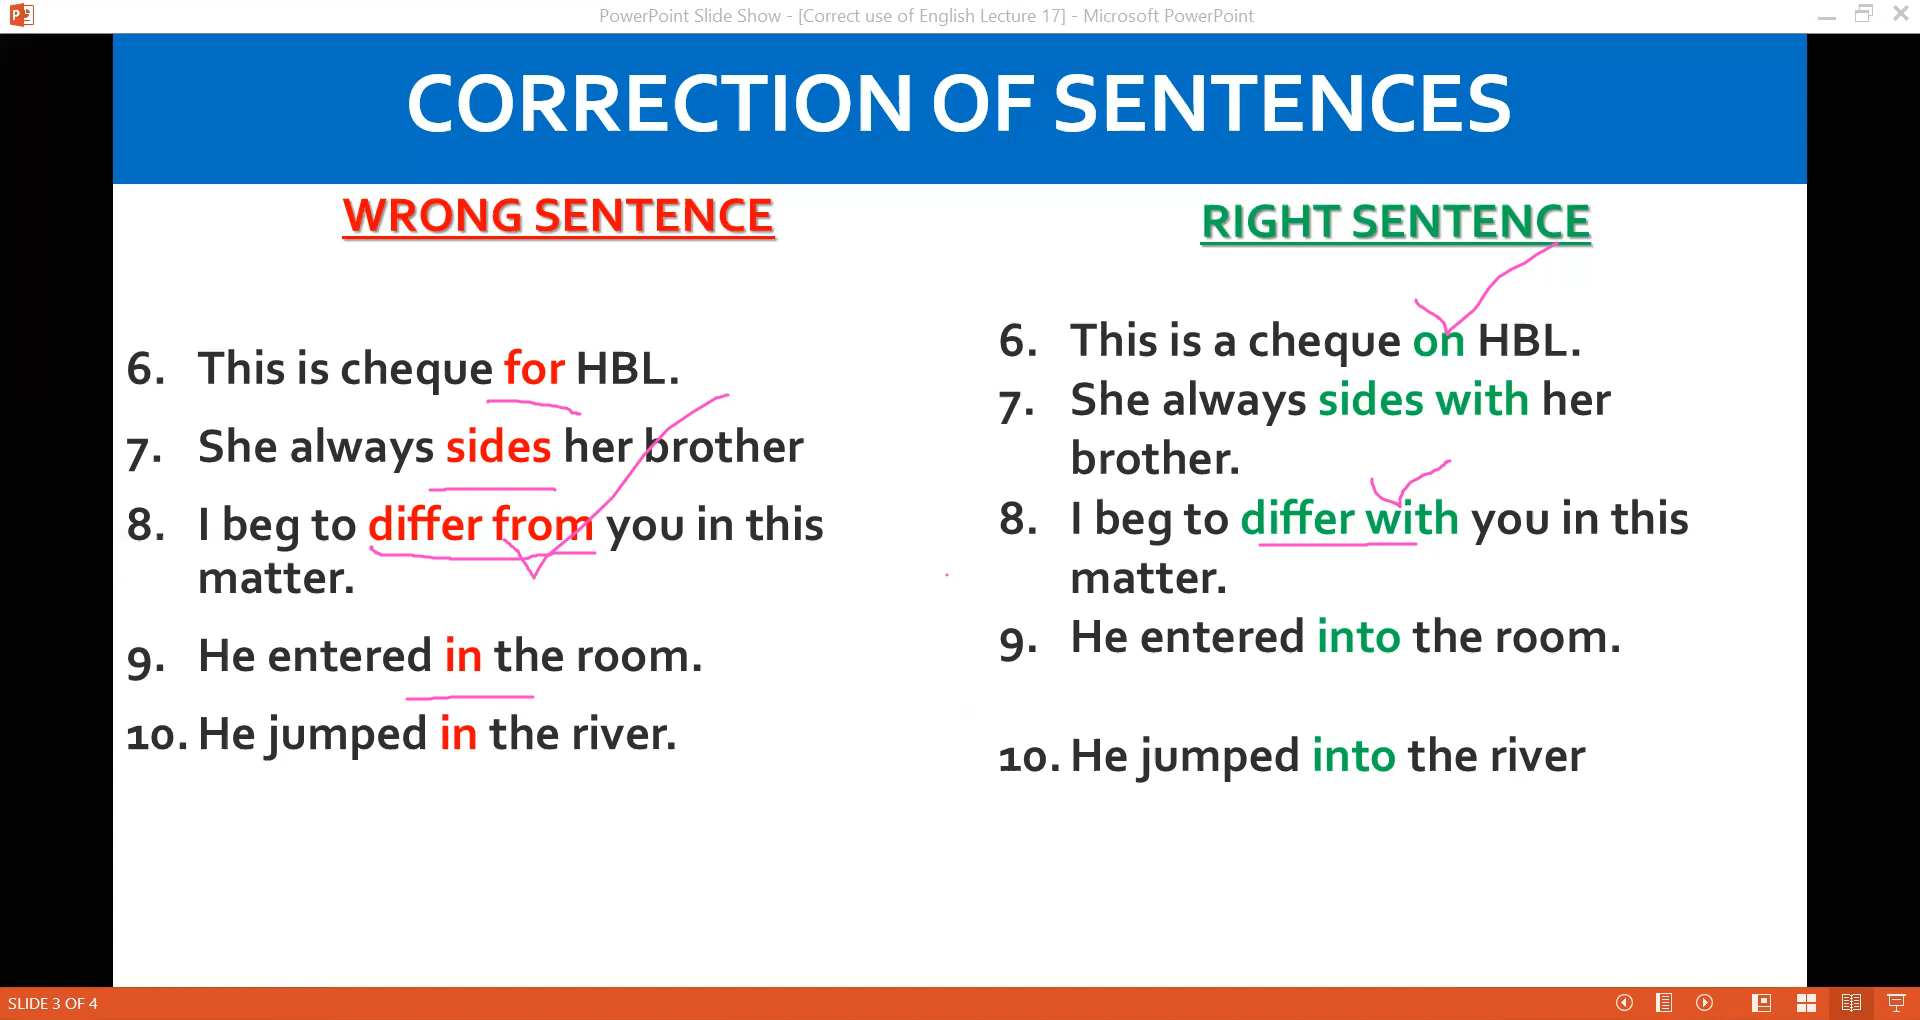 PowerPoint Slide Show - [Correct use of English Lecture 17] - Microsoft PowerPoint
CORRECTION OF SENTENCES
WRONG SENTENCE
6. This is cheque for HBL.
7. She always sides her brother
8. I beg to differ from you in this
matter.
9. He entered in the room.
10. He jumped in the river.
RIGHT SENTENCE
6. This is a cheque on HBL.
7. She always sides with her
brother.
8. I beg to differ with you in this
matter.
9. He entered into the room.
10. He jumped into the river
SLIDE 3 OF 4